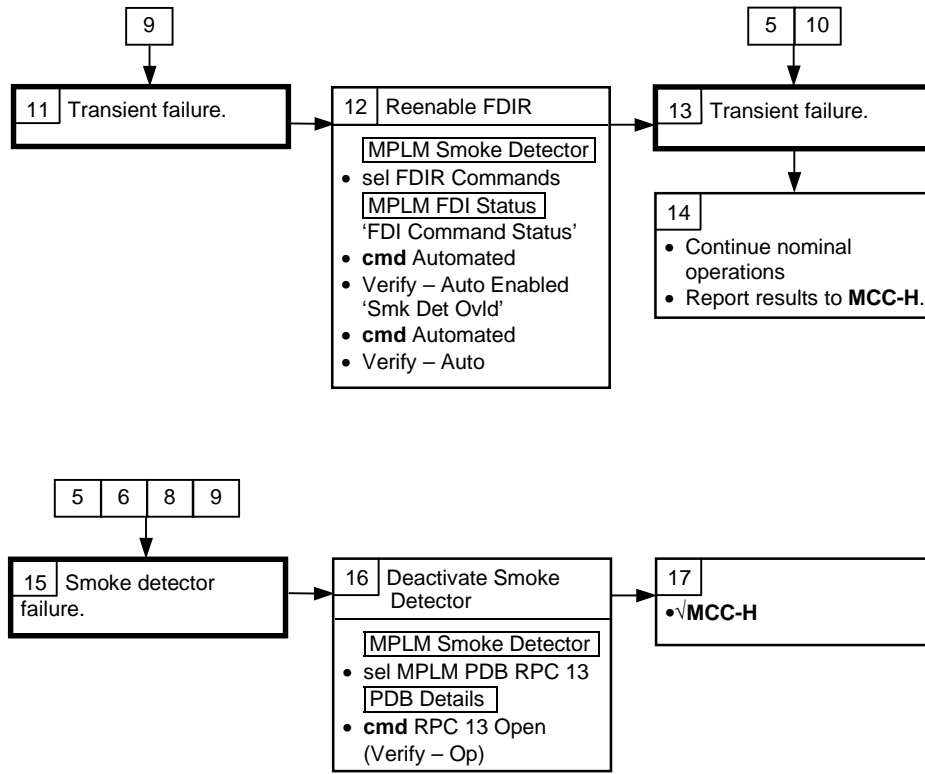 9
11 Transient failure.
12 Reenable FDIR
MPLM Smoke Detector
• sel FDIR Commands
MPLM FDI Status
‘FDI Command Status’
• cmd Automated
• Verify – Auto Enabled
‘Smk Det Ovld’
• cmd Automated
• Verify – Auto
5 10
13 Transient failure.
14
• Continue nominal
operations
• Report results to MCC-H.
5 6 8 9
15 Smoke detector
failure.
16 Deactivate Smoke
Detector
MPLM Smoke Detector
• sel MPLM PDB RPC 13
PDB Details
• cmd RPC 13 Open
(Verify – Op)
17
•√MCC-H